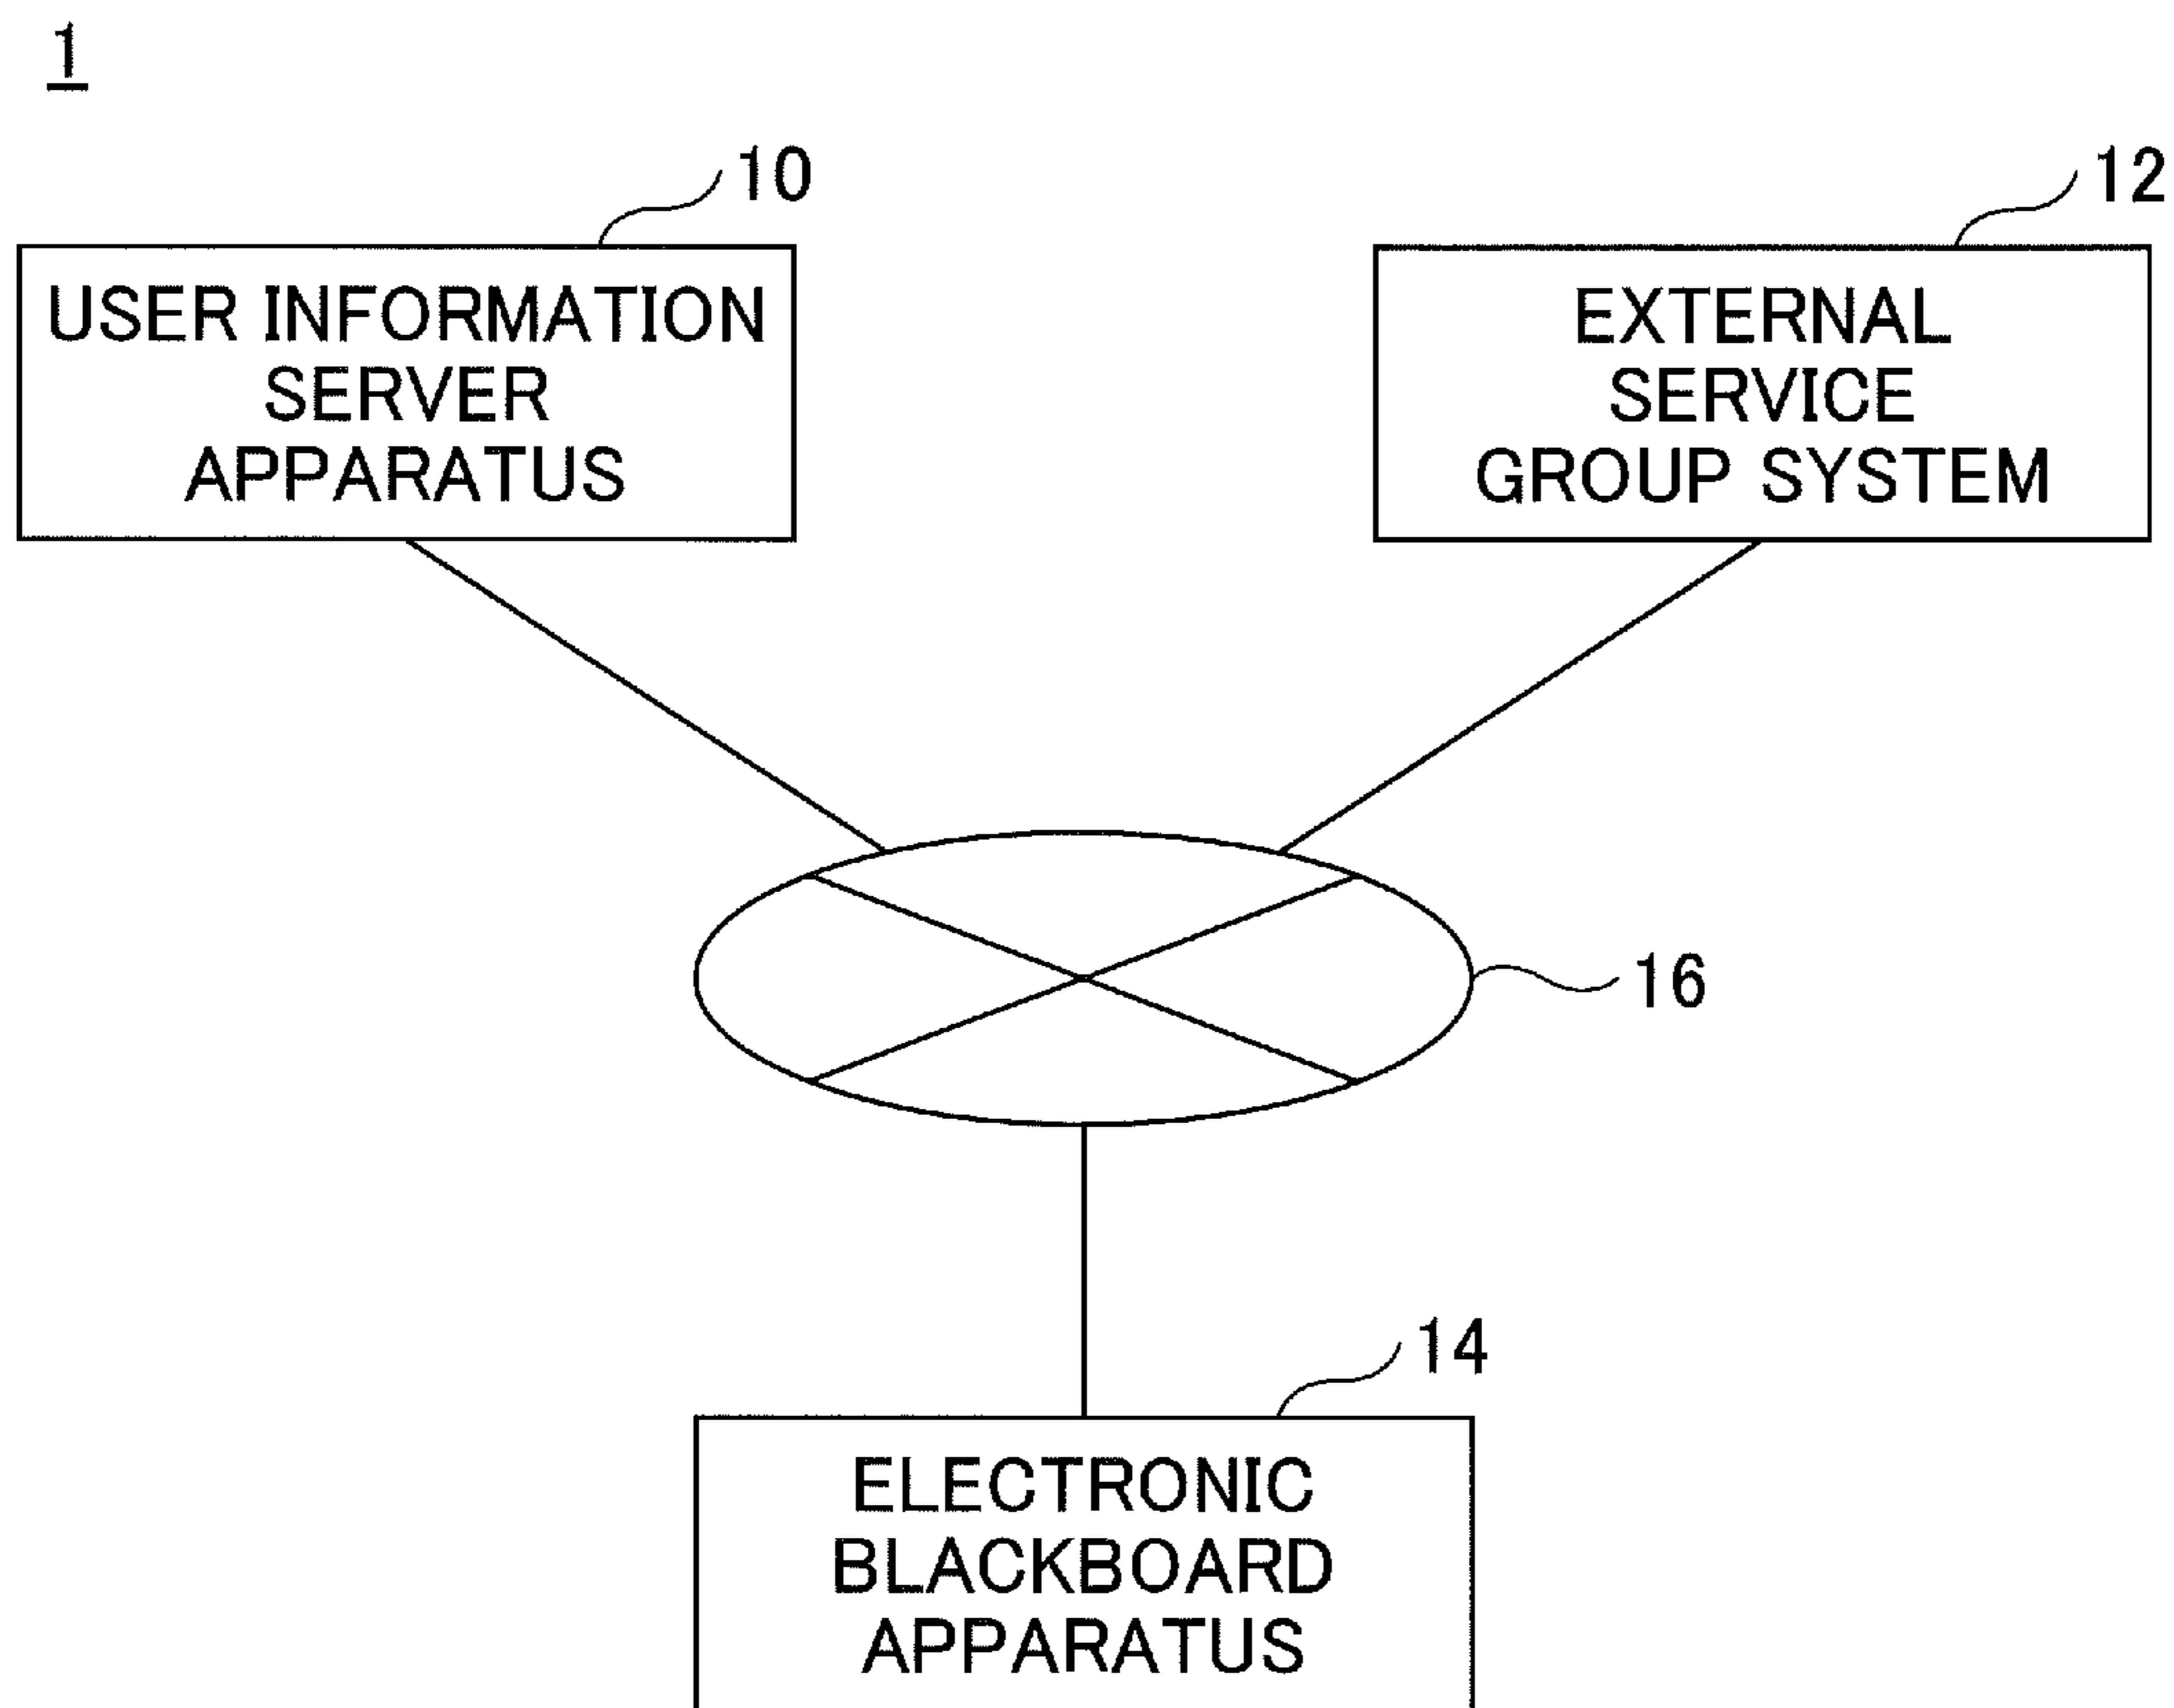 1
10
12
USER INFORMATION
SERVER
APPARATUS
EXTERNAL
SERVICE
GROUP SYSTEM
16
14
ELECTRONIC
BLACKBOARD
APPARATUS